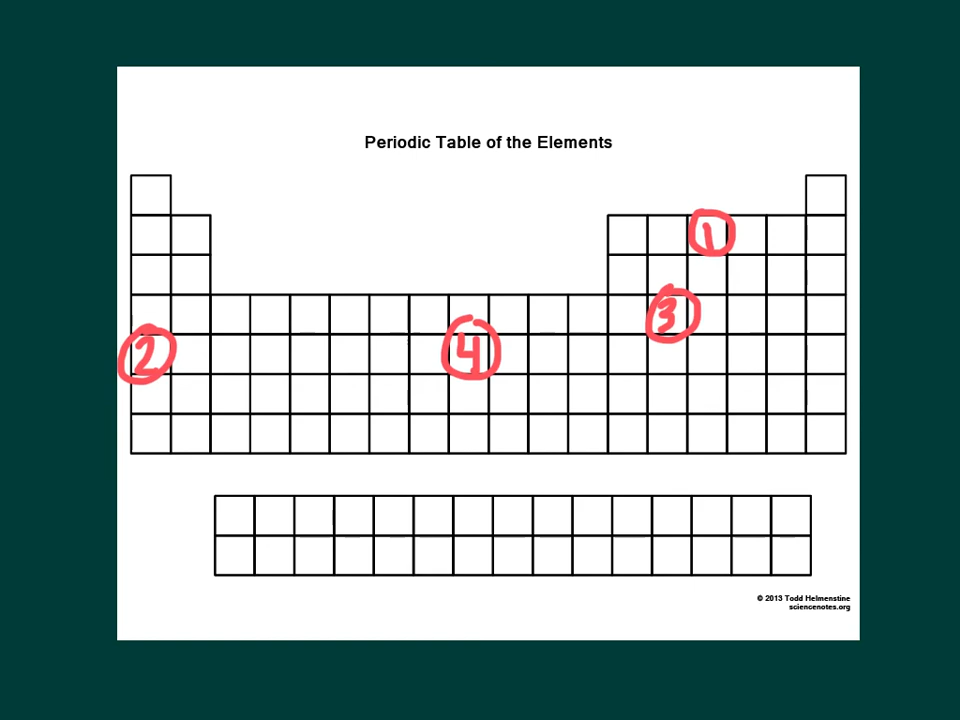 Periodic Table of the Elements
1
3
2
4
© 2013 Todd Helmenstine
sciencenotes.org